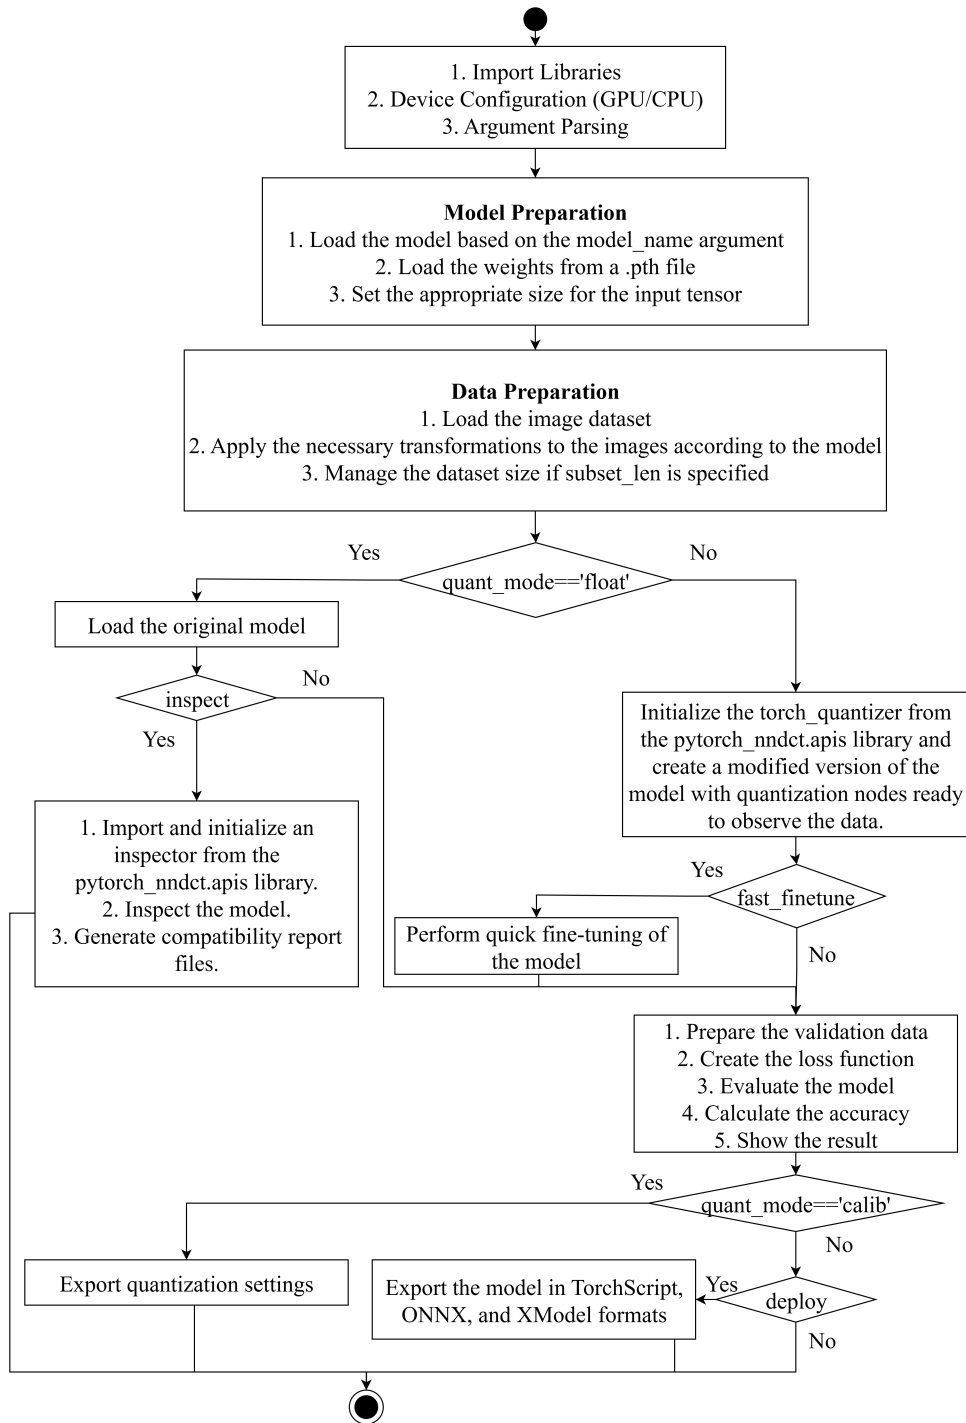 1. Import Libraries
2. Device Configuration (GPU/CPU)
3. Argument Parsing
Model Preparation
1. Load the model based on the model_name argument
2. Load the weights from a .pth file
3. Set the appropriate size for the input tensor
Data Preparation
1. Load the image dataset
2. Apply the necessary transformations to the images according to the model
3. Manage the dataset size if subset_len is specified
Yes
No
quant_mode=='float'
Load the original model
No
inspect
Yes
Initialize the torch_quantizer from
the pytorch_nndct.apis library and
create a modified version of the
model with quantization nodes ready
to observe the data.
1. Import and initialize an
inspector from the
pytorch_nndct.apis library.
2. Inspect the model.
3. Generate compatibility report
files.
Yes
fast_finetune
Perform quick fine-tuning of
the model
No
1. Prepare the validation data
2. Create the loss function
3. Evaluate the model
4. Calculate the accuracy
5. Show the result
Yes
quant_mode=='calib'
No
Export quantization settings
Export the model in TorchScript,
ONNX, and XModel formats
Yes
deploy
No